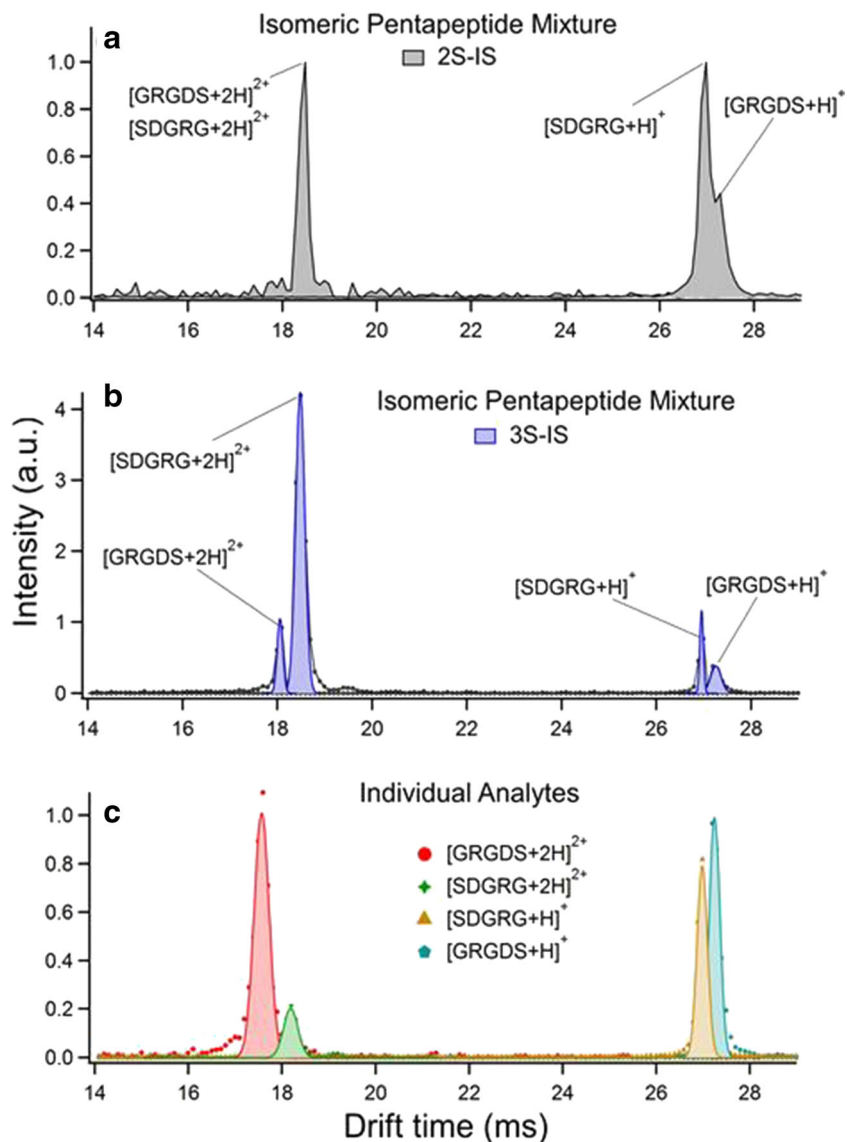 a
Isomeric Pentapeptide Mixture
2S-IS
[GRGDS+2H]²⁺
[SDGRG+2H]²⁺
[SDGRG+H]⁺
[GRGDS+H]⁺
1.0
0.8
0.6
0.4
0.2
0.0
14 16 18 20 22 24 26 28
b
Isomeric Pentapeptide Mixture
3S-IS
[SDGRG+2H]²⁺
[GRGDS+2H]²⁺
[SDGRG+H]⁺
[GRGDS+H]⁺
Intensity (a.u.)
4
3
2
1
0
14 16 18 20 22 24 26 28
c
Individual Analytes
[GRGDS+2H]²⁺
[SDGRG+2H]²⁺
[SDGRG+H]⁺
[GRGDS+H]⁺
1.0
0.8
0.6
0.4
0.2
0.0
14 16 18 20 22 24 26 28
Drift time (ms)